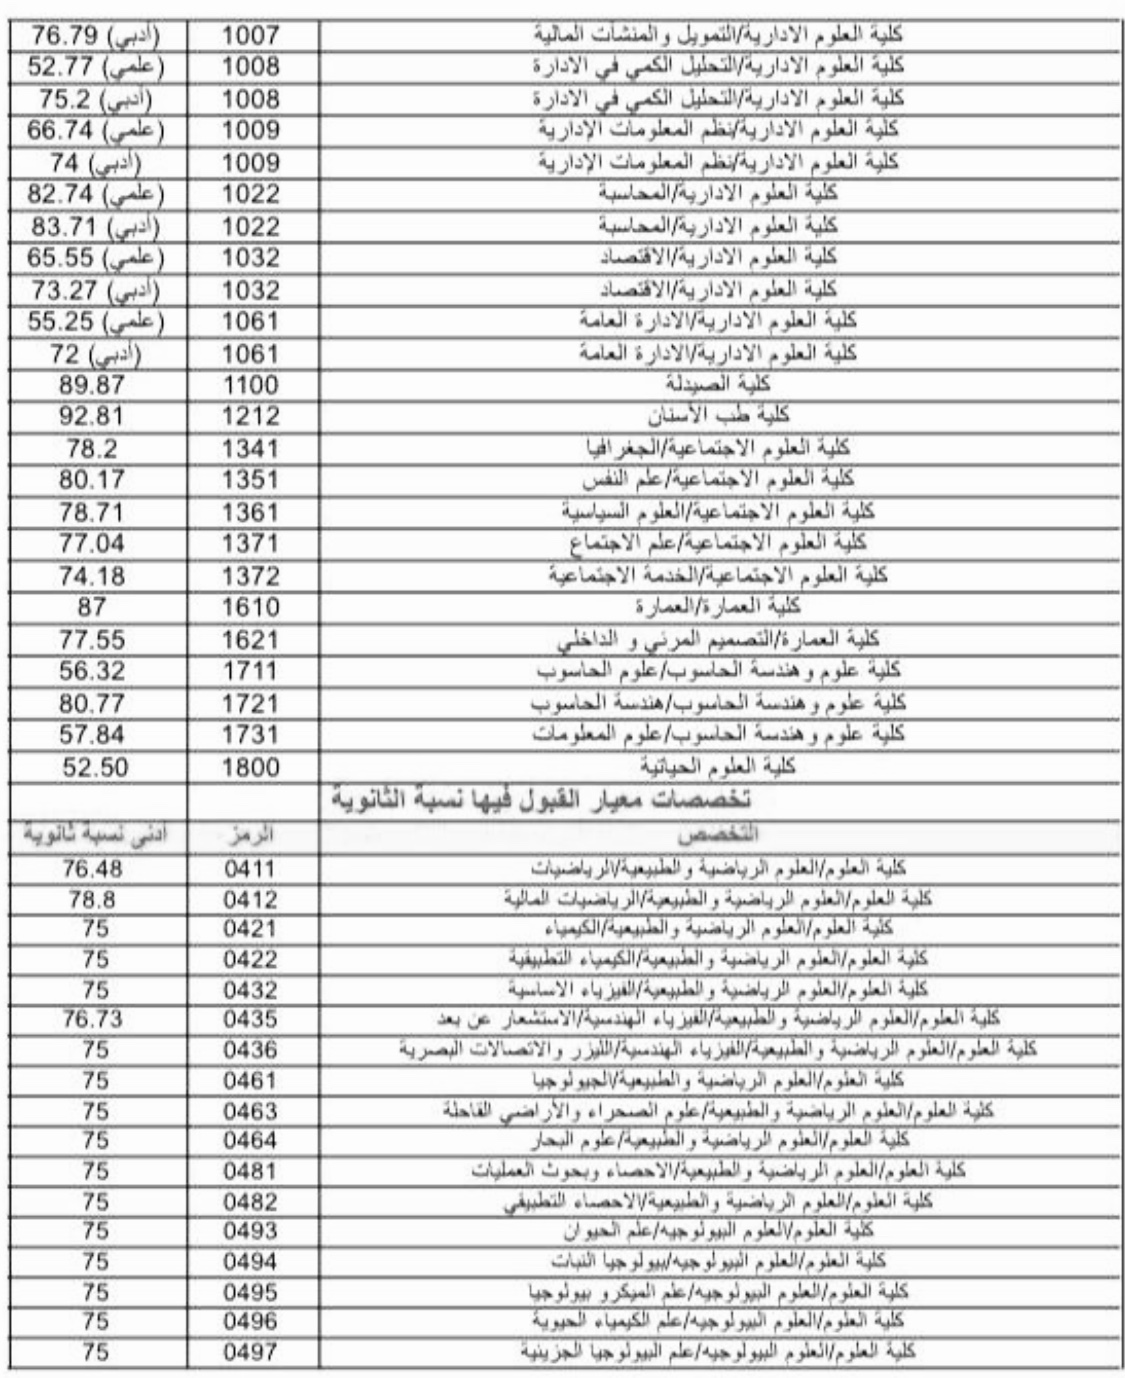 كلية العلوم الادارية/التمويل والمنشأت المالية 1007 76.79 (أدبي)
كلية العلوم الادارية/التحليل الكمي في الادارة 1008 52.77 (علمي)
كلية العلوم الادارية/التحليل الكمي في الادارة 1008 75.2 (أدبي)
كلية العلوم الادارية/نظم المعلومات الإدارية 1009 66.74 (علمي)
كلية العلوم الادارية/نظم المعلومات الإدارية 1009 74 (أدبي)
كلية العلوم الادارية/المحاسبة 1022 82.74 (علمي)
كلية العلوم الادارية/المحاسبة 1022 83.71 (أدبي)
كلية العلوم الادارية/الاقتصاد 1032 65.55 (علمي)
كلية العلوم الادارية/الاقتصاد 1032 73.27 (أدبي)
كلية العلوم الادارية/الادارة العامة 1061 55.25 (علمي)
كلية العلوم الادارية/الادارة العامة 1061 72 (أدبي)
كلية الصيدلة 1100 89.87
كلية طب الأسنان 1212 92.81
كلية العلوم الاجتماعية/الجغرافيا 1341 78.2
كلية العلوم الاجتماعية/علم النفس 1351 80.17
كلية العلوم الاجتماعية/العلوم السياسية 1361 78.71
كلية العلوم الاجتماعية/علم الاجتماع 1371 77.04
كلية العلوم الاجتماعية/الخدمة الاجتماعية 1372 74.18
كلية العمارة/العمارة 1610 87
كلية العمارة/التصميم المرئي و الداخلي 1621 77.55
كلية علوم و هندسة الحاسوب/علوم الحاسوب 1711 56.32
كلية علوم و هندسة الحاسوب/هندسة الحاسوب 1721 80.77
كلية علوم و هندسة الحاسوب/علوم المعلومات 1731 57.84
كلية العلوم الحياتية 1800 52.50
تخصصات معيار القبول فيها نسبة الثانوية
التخصص الرمز أدنى نسبة ثانوية
كلية العلوم/العلوم الرياضية و الطبيعية/الرياضيات 0411 76.48
كلية العلوم/العلوم الرياضية و الطبيعية/الرياضيات المالية 0412 78.8
كلية العلوم/العلوم الرياضية و الطبيعية/الكيمياء 0421 75
كلية العلوم/العلوم الرياضية و الطبيعية/الكيمياء التطبيقية 0422 75
كلية العلوم/العلوم الرياضية و الطبيعية/الفيزياء الاساسية 0432 75
كلية العلوم/العلوم الرياضية و الطبيعية/الفيزياء الهندسية/الاستشعار عن بعد 0435 76.73
كلية العلوم/العلوم الرياضية و الطبيعية/الفيزياء الهندسية/الليزر والاتصالات البصرية 0436 75
كلية العلوم/العلوم الرياضية و الطبيعية/الجيولوجيا 0461 75
كلية العلوم/العلوم الرياضية والطبيعية/علوم الصحراء والأراضي القاحلة 0463 75
كلية العلوم/العلوم الرياضية و الطبيعية/علوم البحار 0464 75
كلية العلوم/العلوم الرياضية و الطبيعية/الاحصاء وبحوث العمليات 0481 75
كلية العلوم/العلوم الرياضية والطبيعية/الاحصاء التطبيقي 0482 75
كلية العلوم/العلوم البيولوجيه/علم الحيوان 0493 75
كلية العلوم/العلوم البيولوجيه/بيولوجيا النبات 0494 75
كلية العلوم/العلوم البيولوجيه/علم الميكرو بيولوجيا 0495 75
كلية العلوم/العلوم البيولوجيه/علم الكيمياء الحيوية 0496 75
كلية العلوم/العلوم البيولوجيه/علم البيولوجيا الجزيئية 0497 75